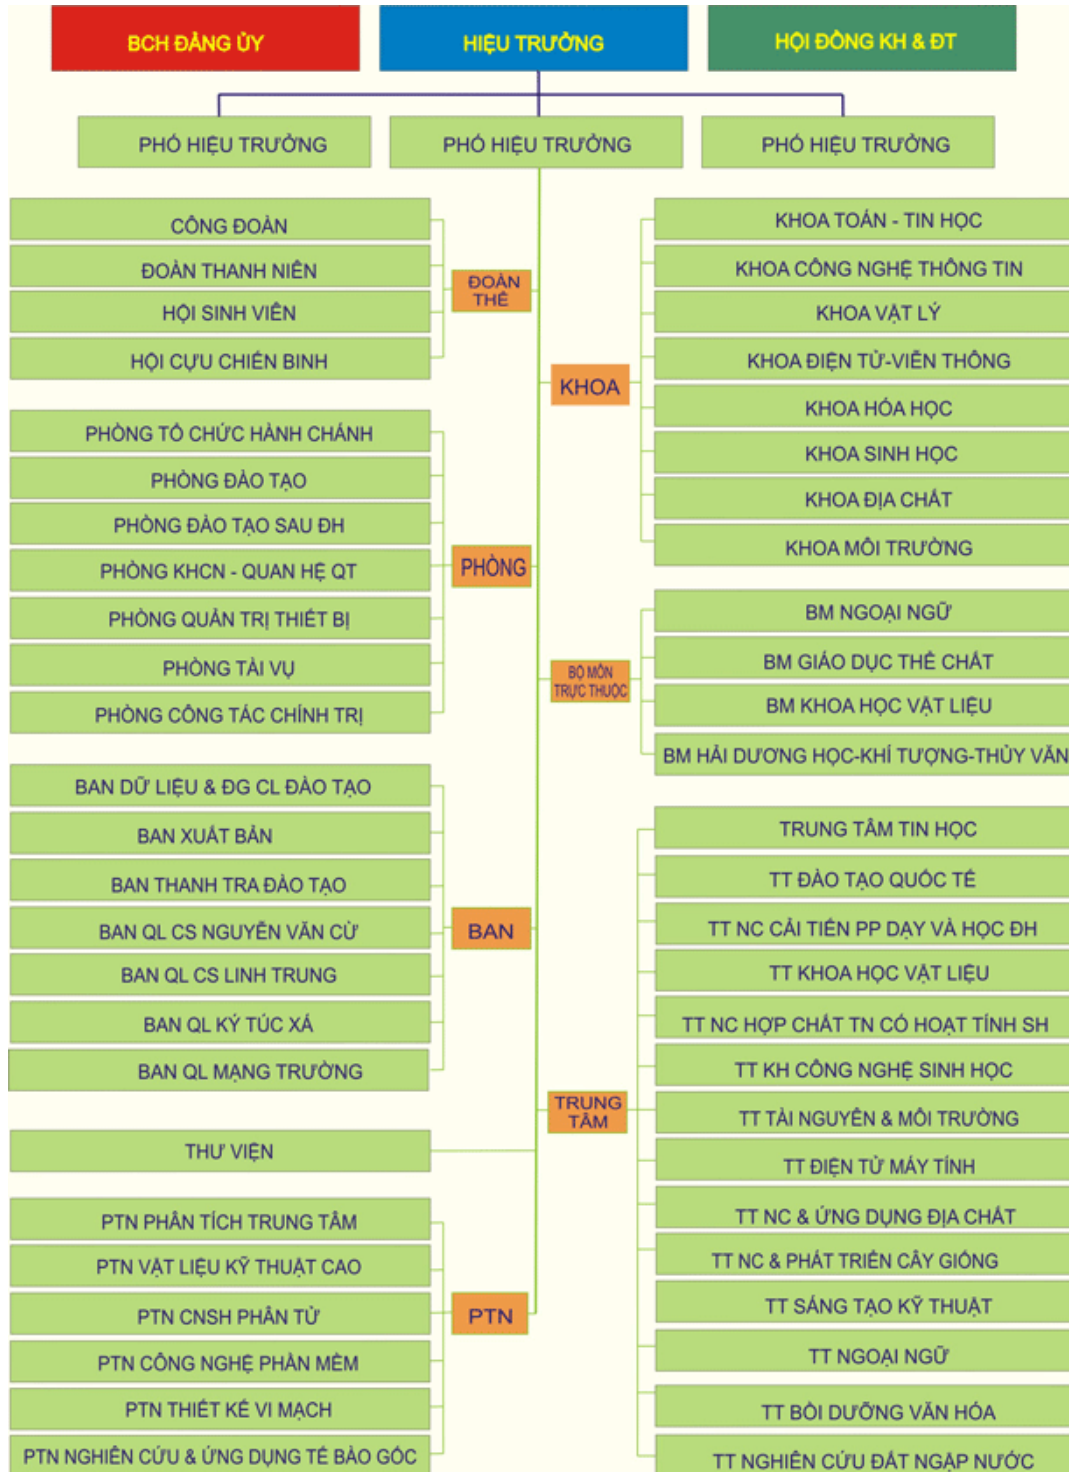 BCH ĐẢNG ỦY
HIỆU TRƯỞNG
HỘI ĐỒNG KH & ĐT
PHÓ HIỆU TRƯỞNG
PHÓ HIỆU TRƯỞNG
PHÓ HIỆU TRƯỞNG
CÔNG ĐOÀN
ĐOÀN THANH NIÊN
HỘI SINH VIÊN
HỘI CỰU CHIẾN BINH
ĐOÀN
THỂ
PHÒNG TỔ CHỨC HÀNH CHÁNH
PHÒNG ĐÀO TẠO
PHÒNG ĐÀO TẠO SAU ĐH
PHÒNG KHCN - QUAN HỆ QT
PHÒNG QUẢN TRỊ THIẾT BỊ
PHÒNG TÀI VỤ
PHÒNG CÔNG TÁC CHÍNH TRỊ
PHÒNG
BAN DỮ LIỆU & ĐG CL ĐÀO TẠO
BAN XUẤT BẢN
BAN THANH TRA ĐÀO TẠO
BAN QL CS NGUYỄN VĂN CỪ
BAN QL CS LINH TRUNG
BAN QL KÝ TÚC XÁ
BAN QL MẠNG TRƯỜNG
BAN
THƯ VIỆN
PTN PHÂN TÍCH TRUNG TÂM
PTN VẬT LIỆU KỸ THUẬT CAO
PTN CNSH PHÂN TỬ
PTN CÔNG NGHỆ PHẦN MỀM
PTN THIẾT KẾ VI MẠCH
PTN NGHIÊN CỨU & ỨNG DỤNG TẾ BÀO GỐC
PTN
KHOA
KHOA TOÁN - TIN HỌC
KHOA CÔNG NGHỆ THÔNG TIN
KHOA VẬT LÝ
KHOA ĐIỆN TỬ-VIỄN THÔNG
KHOA HÓA HỌC
KHOA SINH HỌC
KHOA ĐỊA CHẤT
KHOA MÔI TRƯỜNG
BỘ MÔN
TRỰC THUỘC
BM NGOẠI NGỮ
BM GIÁO DỤC THỂ CHẤT
BM KHOA HỌC VẬT LIỆU
BM HẢI DƯƠNG HỌC-KHÍ TƯỢNG-THỦY VĂN
TRUNG
TÂM
TRUNG TÂM TIN HỌC
TT ĐÀO TẠO QUỐC TẾ
TT NC CẢI TIẾN PP DẠY VÀ HỌC ĐH
TT KHOA HỌC VẬT LIỆU
TT NC HỢP CHẤT TN CÓ HOẠT TÍNH SH
TT KH CÔNG NGHỆ SINH HỌC
TT TÀI NGUYÊN & MÔI TRƯỜNG
TT ĐIỆN TỬ MÁY TÍNH
TT NC & ỨNG DỤNG ĐỊA CHẤT
TT NC & PHÁT TRIỂN CÂY GIỐNG
TT SÁNG TẠO KỸ THUẬT
TT NGOẠI NGỮ
TT BỒI DƯỠNG VĂN HÓA
TT NGHIÊN CỨU ĐẤT NGẬP NƯỚC